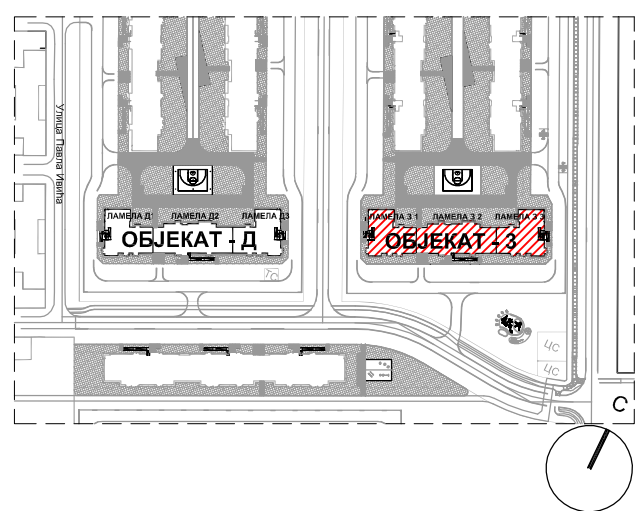 Улица Павла Ивића
ЛАМЕЛА Д1 ЛАМЕЛА Д2 ЛАМЕЛА Д3
ОБЈЕКАТ - Д
ТС
ЛАМЕЛА З 1 ЛАМЕЛА З 2 ЛАМЕЛА З 3
ОБЈЕКАТ - З
ЦС
ЦС
С